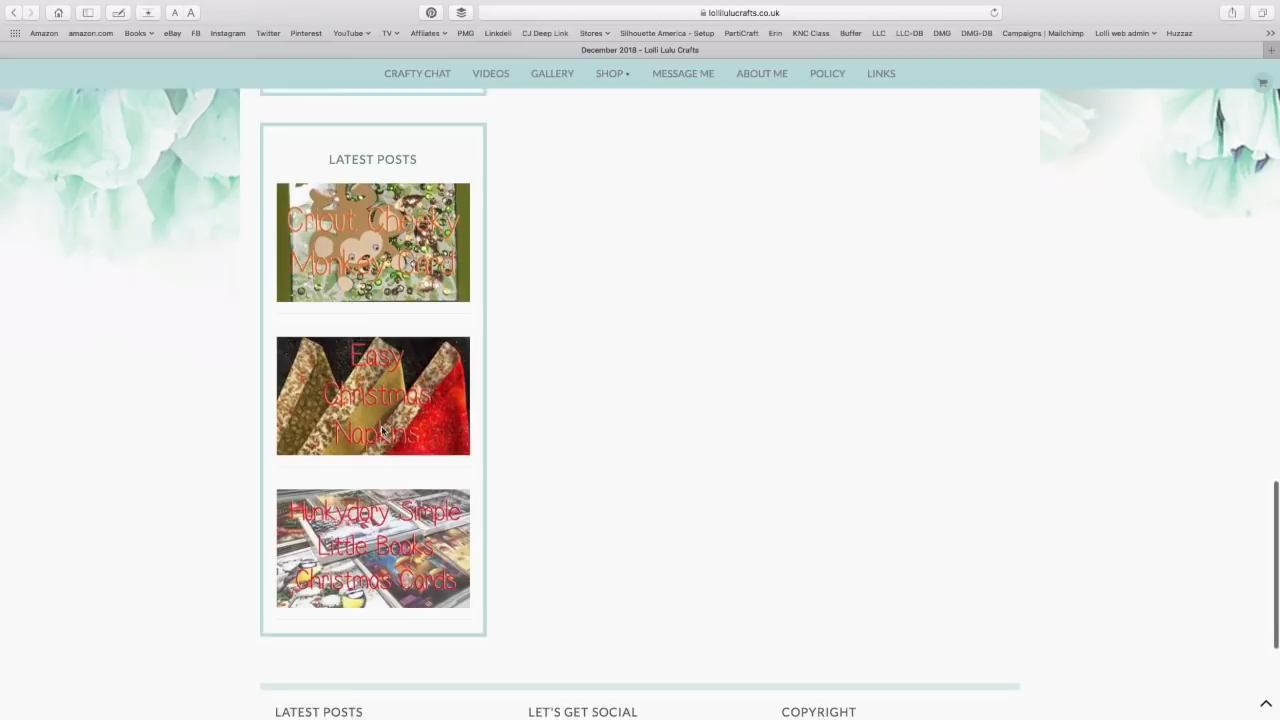 lollilulucrafts.co.uk
Amazon amazon.com Books eBay FB Instagram Twitter Pinterest YouTube TV Affliates PMG Linkdeli CJ Deep Link Stores Silhouette America - Setup PartiCraft Erin KNC Class Buffer LLC LLC-DB DMG DMG-DB Campaigns | Mailchimp Lolli web admin Huzzaz
December 2018 - Lolli Lulu Crafts
CRAFTY CHAT VIDEOS GALLERY SHOP MESSAGE ME ABOUT ME POLICY LINKS
LATEST POSTS
Cricut Cheeky
Monkey Card
Easy
Christmas
Napkins
Hunkydory Simple
Little Books
Christmas Cards
LATEST POSTS LET'S GET SOCIAL COPYRIGHT